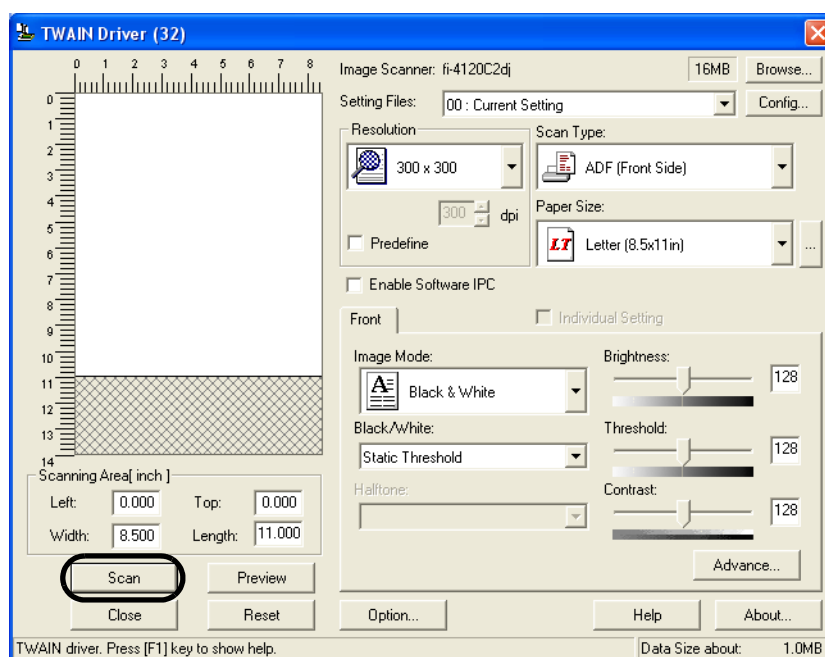 TWAIN Driver (32)
0 1 2 3 4 5 6 7 8
0
1
2
3
4
5
6
7
8
9
10
11
12
13
14
Scanning Area[ inch ]
Left: 0.000 Top: 0.000
Width: 8.500 Length: 11.000
Scan Preview
Close Reset
Image Scanner: fi-4120C2dj 16MB Browse...
Setting Files: 00 : Current Setting Config...
Resolution
300 x 300
300 dpi
Predefine
Scan Type:
ADF (Front Side)
Paper Size:
LT Letter (8.5x11in) ...
Enable Software IPC
Front Individual Setting
Image Mode:
A Black & White
Black/White:
Static Threshold
Halftone:
Brightness:
128
Threshold:
128
Contrast:
128
Advance...
Option... Help About...
TWAIN driver. Press [F1] key to show help. Data Size about: 1.0MB